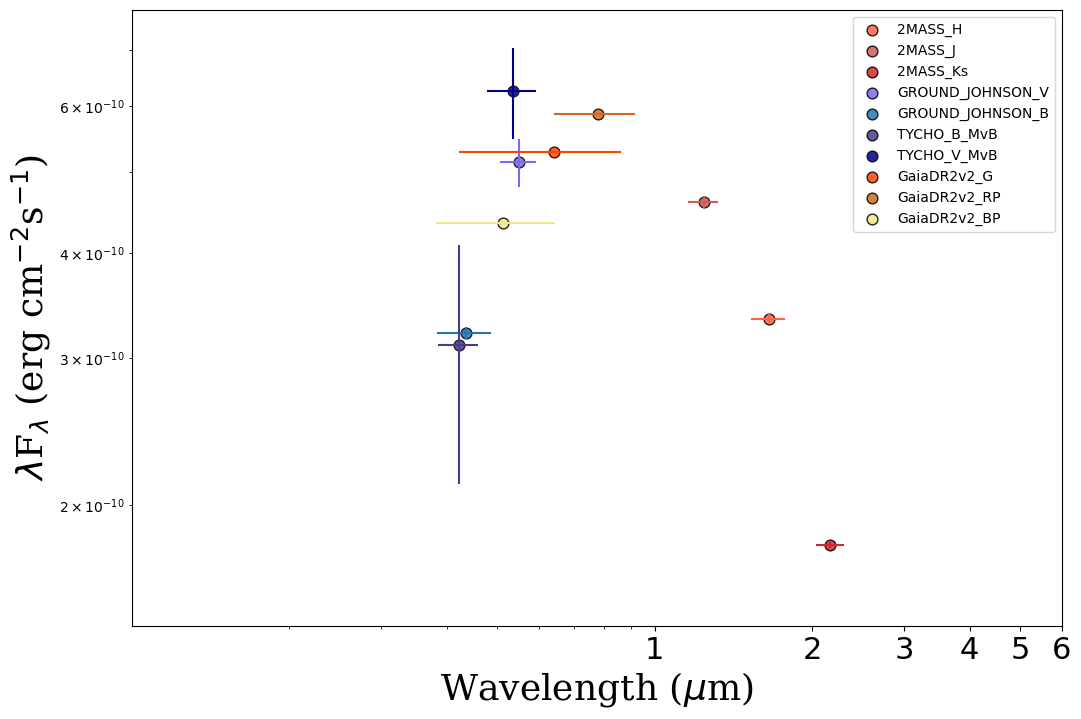 2MASS_H
2MASS_J
2MASS_Ks
GROUND_JOHNSON_V
GROUND_JOHNSON_B
TYCHO_B_MvB
TYCHO_V_MvB
GaiaDR2v2_G
GaiaDR2v2_RP
GaiaDR2v2_BP
λF_λ (erg cm⁻²s⁻¹)
6 × 10⁻¹⁰
4 × 10⁻¹⁰
3 × 10⁻¹⁰
2 × 10⁻¹⁰
1 2 3 4 5 6
Wavelength (μm)